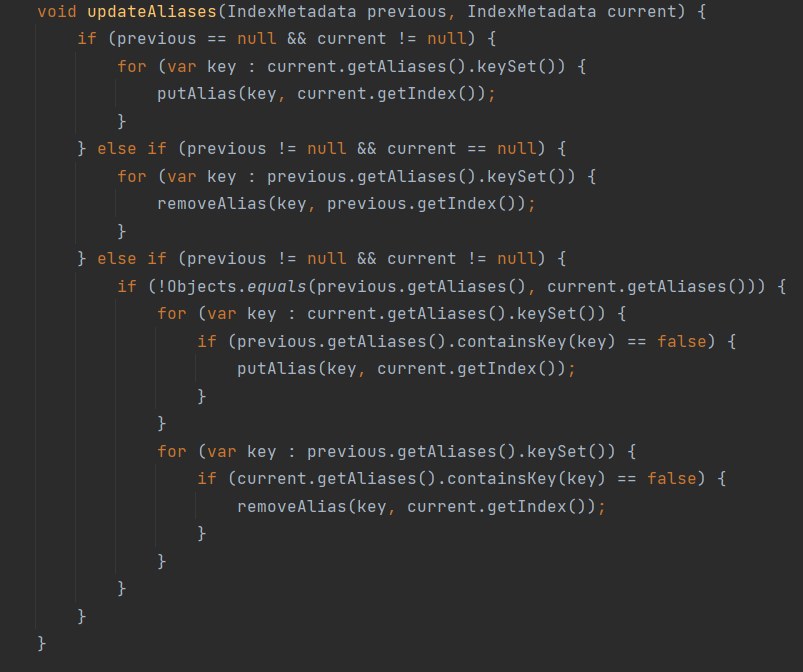 void updateAliases(IndexMetadata previous, IndexMetadata current) {
    if (previous == null && current != null) {
        for (var key : current.getAliases().keySet()) {
            putAlias(key, current.getIndex());
        }
    } else if (previous != null && current == null) {
        for (var key : previous.getAliases().keySet()) {
            removeAlias(key, previous.getIndex());
        }
    } else if (previous != null && current != null) {
        if (!Objects.equals(previous.getAliases(), current.getAliases())) {
            for (var key : current.getAliases().keySet()) {
                if (previous.getAliases().containsKey(key) == false) {
                    putAlias(key, current.getIndex());
                }
            }
            for (var key : previous.getAliases().keySet()) {
                if (current.getAliases().containsKey(key) == false) {
                    removeAlias(key, current.getIndex());
                }
            }
        }
    }
}